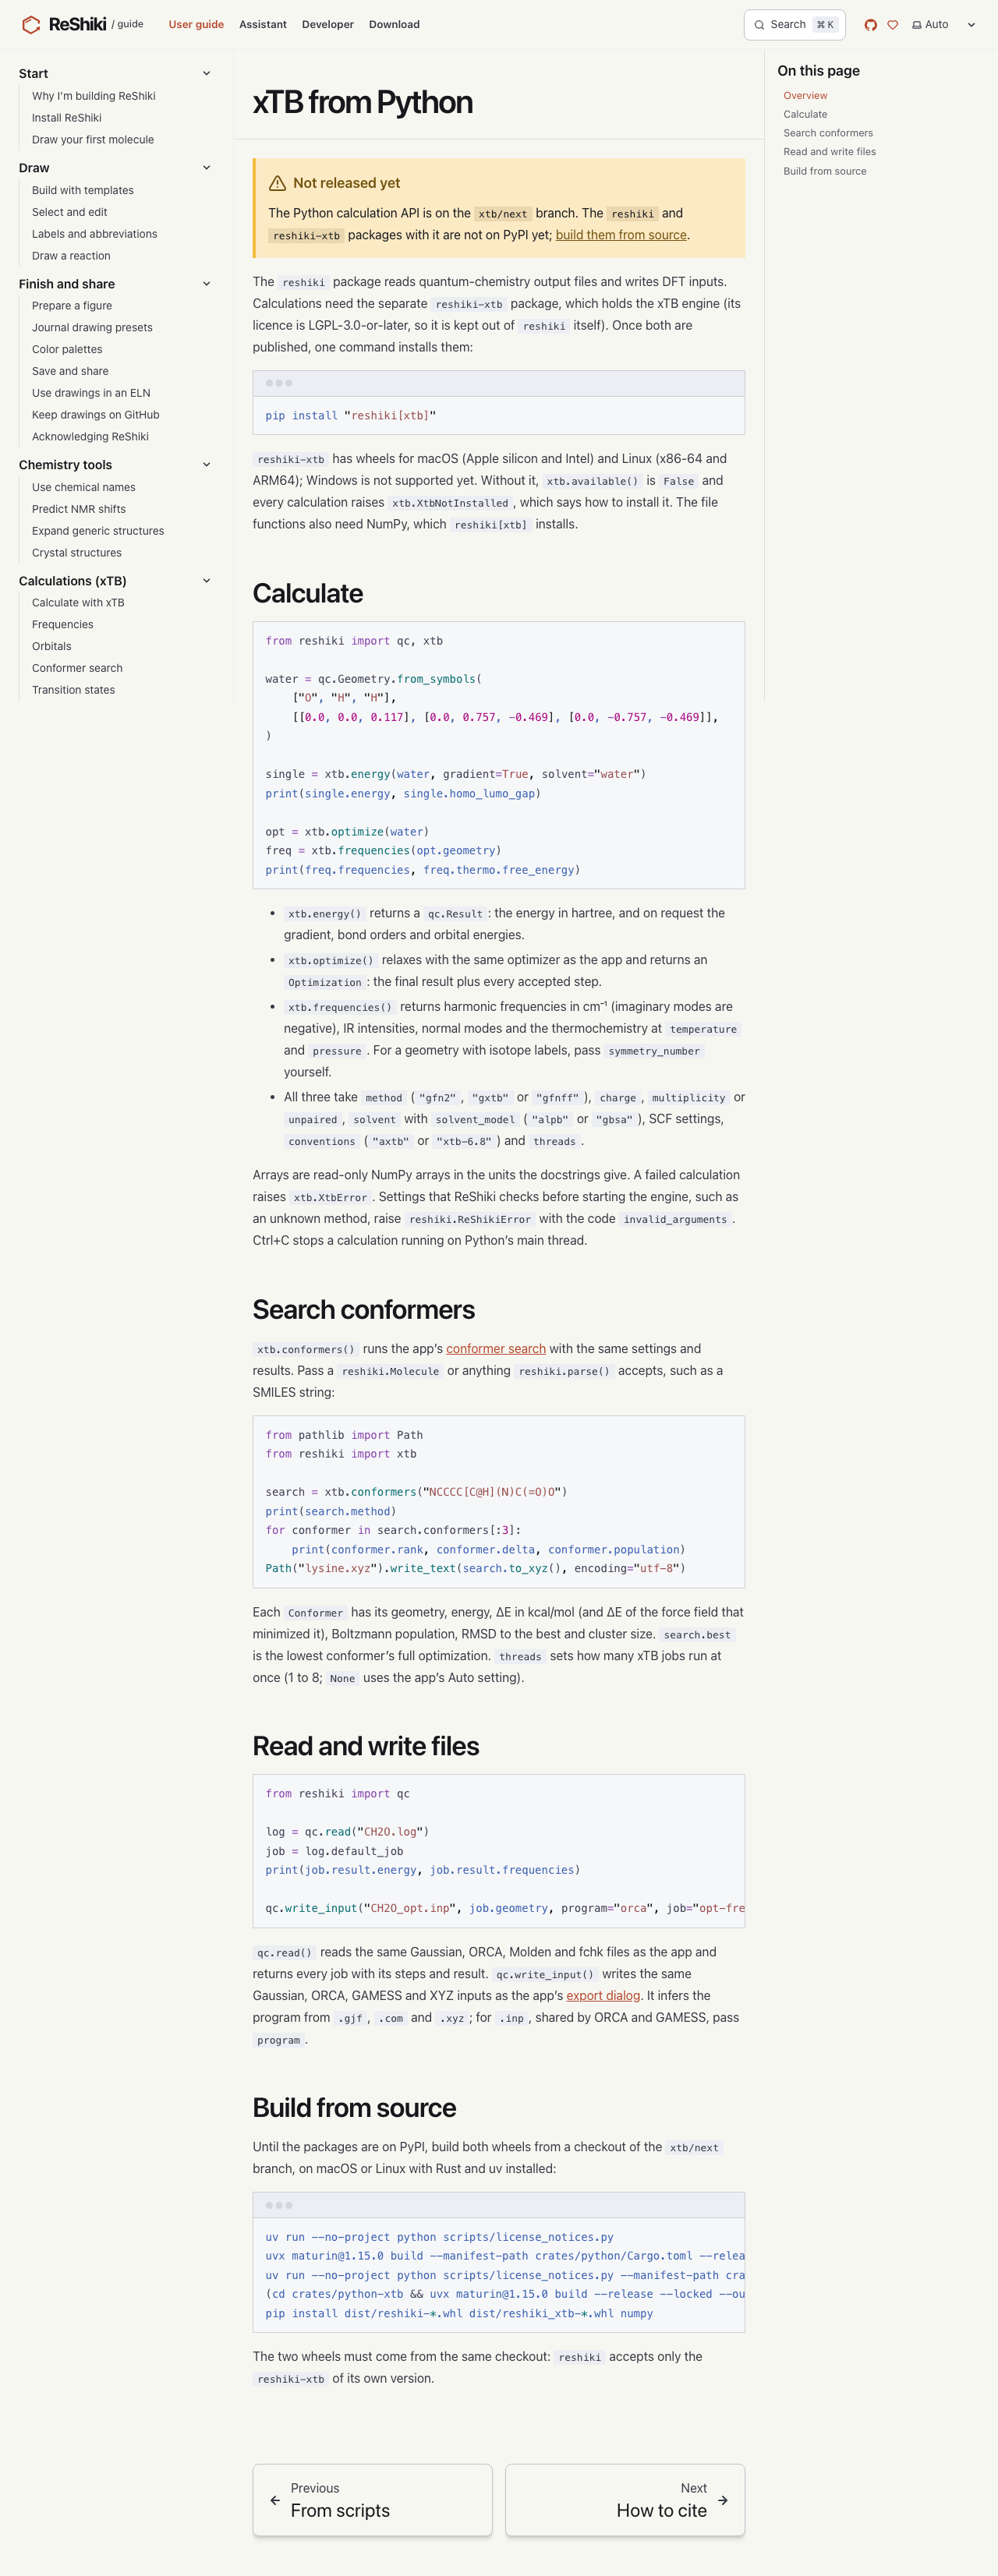 ReShiki / guide
User guide
Assistant
Developer
Download
Search ⌘ K
Auto
Start
Why I'm building ReShiki
Install ReShiki
Draw your first molecule
Draw
Build with templates
Select and edit
Labels and abbreviations
Draw a reaction
Finish and share
Prepare a figure
Journal drawing presets
Color palettes
Save and share
Use drawings in an ELN
Keep drawings on GitHub
Acknowledging ReShiki
Chemistry tools
Use chemical names
Predict NMR shifts
Expand generic structures
Crystal structures
Calculations (xTB)
Calculate with xTB
Frequencies
Orbitals
Conformer search
Transition states
On this page
Overview
Calculate
Search conformers
Read and write files
Build from source
xTB from Python
Not released yet
The Python calculation API is on the xtb/next branch. The reshiki and
reshiki-xtb packages with it are not on PyPI yet; build them from source.
The reshiki package reads quantum-chemistry output files and writes DFT inputs.
Calculations need the separate reshiki-xtb package, which holds the xTB engine (its
licence is LGPL-3.0-or-later, so it is kept out of reshiki itself). Once both are
published, one command installs them:
pip install "reshiki[xtb]"
reshiki-xtb has wheels for macOS (Apple silicon and Intel) and Linux (x86-64 and
ARM64); Windows is not supported yet. Without it, xtb.available() is False and
every calculation raises xtb.XtbNotInstalled, which says how to install it. The file
functions also need NumPy, which reshiki[xtb] installs.
Calculate
from reshiki import qc, xtb
water = qc.Geometry.from_symbols(
["O", "H", "H"],
[[0.0, 0.0, 0.117], [0.0, 0.757, -0.469], [0.0, -0.757, -0.469]],
)
single = xtb.energy(water, gradient=True, solvent="water")
print(single.energy, single.homo_lumo_gap)
opt = xtb.optimize(water)
freq = xtb.frequencies(opt.geometry)
print(freq.frequencies, freq.thermo.free_energy)
• xtb.energy() returns a qc.Result: the energy in hartree, and on request the
gradient, bond orders and orbital energies.
• xtb.optimize() relaxes with the same optimizer as the app and returns an
Optimization: the final result plus every accepted step.
• xtb.frequencies() returns harmonic frequencies in cm⁻¹ (imaginary modes are
negative), IR intensities, normal modes and the thermochemistry at temperature
and pressure. For a geometry with isotope labels, pass symmetry_number
yourself.
• All three take method ("gfn2", "gxtb" or "gfnff"), charge, multiplicity or
unpaired, solvent with solvent_model ("alpb" or "gbsa"), SCF settings,
conventions ("axtb" or "xtb-6.8") and threads.
Arrays are read-only NumPy arrays in the units the docstrings give. A failed calculation
raises xtb.XtbError. Settings that ReShiki checks before starting the engine, such as
an unknown method, raise reshiki.ReShikiError with the code invalid_arguments.
Ctrl+C stops a calculation running on Python's main thread.
Search conformers
xtb.conformers() runs the app's conformer search with the same settings and
results. Pass a reshiki.Molecule or anything reshiki.parse() accepts, such as a
SMILES string:
from pathlib import Path
from reshiki import xtb
search = xtb.conformers("NCCCC[C@H](N)C(=O)O")
print(search.method)
for conformer in search.conformers[:3]:
print(conformer.rank, conformer.delta, conformer.population)
Path("lysine.xyz").write_text(search.to_xyz(), encoding="utf-8")
Each Conformer has its geometry, energy, ΔE in kcal/mol (and ΔE of the force field that
minimized it), Boltzmann population, RMSD to the best and cluster size. search.best
is the lowest conformer's full optimization. threads sets how many xTB jobs run at
once (1 to 8; None uses the app's Auto setting).
Read and write files
from reshiki import qc
log = qc.read("CH2O.log")
job = log.default_job
print(job.result.energy, job.result.frequencies)
qc.write_input("CH2O_opt.inp", job.geometry, program="orca", job="opt-fre
qc.read() reads the same Gaussian, ORCA, Molden and fchk files as the app and
returns every job with its steps and result. qc.write_input() writes the same
Gaussian, ORCA, GAMESS and XYZ inputs as the app's export dialog. It infers the
program from .gjf, .com and .xyz; for .inp, shared by ORCA and GAMESS, pass
program.
Build from source
Until the packages are on PyPI, build both wheels from a checkout of the xtb/next
branch, on macOS or Linux with Rust and uv installed:
uv run --no-project python scripts/license_notices.py
uvx maturin@1.15.0 build --manifest-path crates/python/Cargo.toml --relea
uv run --no-project python scripts/license_notices.py --manifest-path cra
(cd crates/python-xtb && uvx maturin@1.15.0 build --release --locked --ou
pip install dist/reshiki-*.whl dist/reshiki_xtb-*.whl numpy
The two wheels must come from the same checkout: reshiki accepts only the
reshiki-xtb of its own version.
Previous
From scripts
Next
How to cite